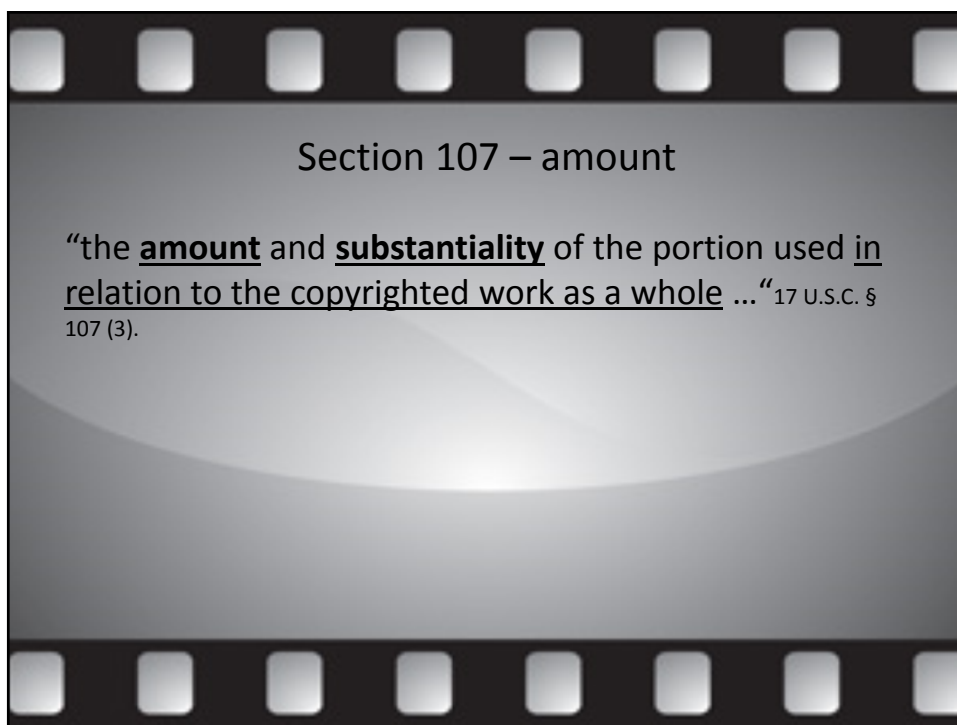 Section 107 – amount
“the amount and substantiality of the portion used in
relation to the copyrighted work as a whole …“17 U.S.C. §
107 (3).